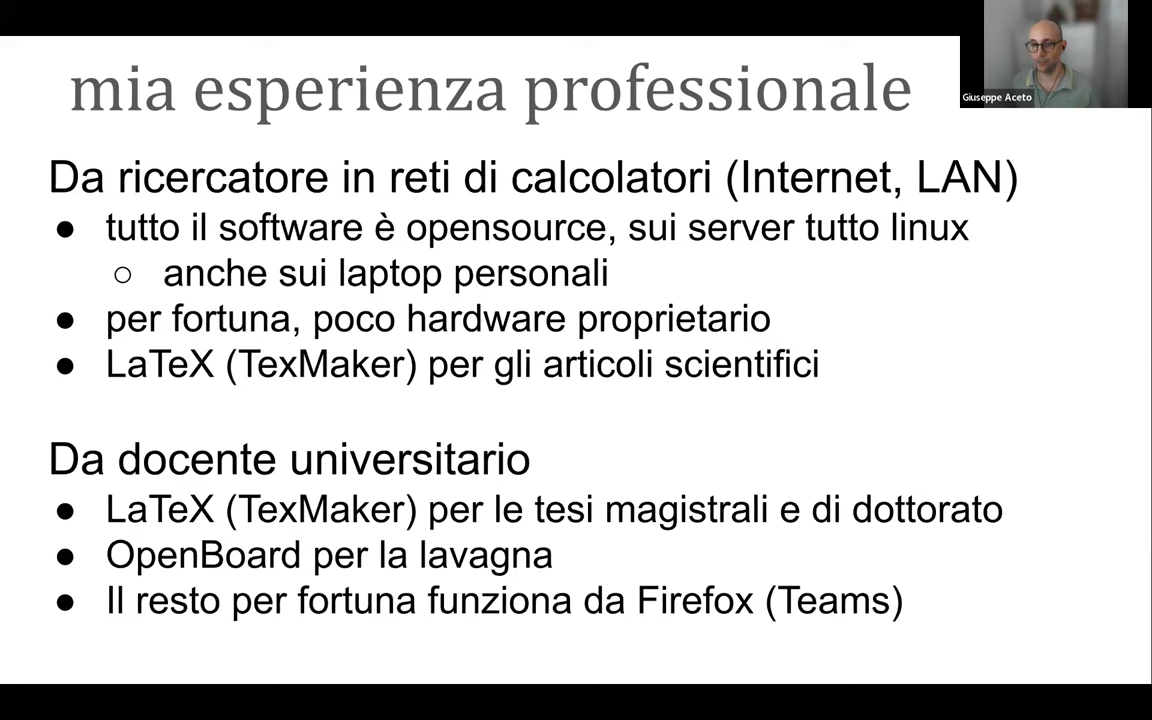 mia esperienza professionale
Giuseppe Aceto
Da ricercatore in reti di calcolatori (Internet, LAN)
● tutto il software è opensource, sui server tutto linux
○ anche sui laptop personali
● per fortuna, poco hardware proprietario
● LaTeX (TexMaker) per gli articoli scientifici
Da docente universitario
● LaTeX (TexMaker) per le tesi magistrali e di dottorato
● OpenBoard per la lavagna
● Il resto per fortuna funziona da Firefox (Teams)